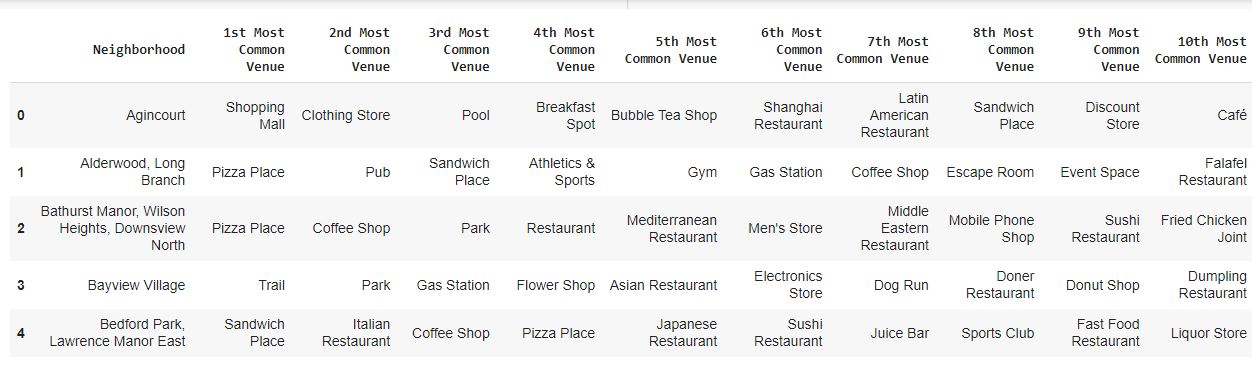 Neighborhood 1st Most Common Venue 2nd Most Common Venue 3rd Most Common Venue 4th Most Common Venue 5th Most Common Venue 6th Most Common Venue 7th Most Common Venue 8th Most Common Venue 9th Most Common Venue 10th Most Common Venue
0 Agincourt Shopping Mall Clothing Store Pool Breakfast Spot Bubble Tea Shop Shanghai Restaurant Latin American Restaurant Sandwich Place Discount Store Café
1 Alderwood, Long Branch Pizza Place Pub Sandwich Place Athletics & Sports Gym Gas Station Coffee Shop Escape Room Event Space Falafel Restaurant
2 Bathurst Manor, Wilson Heights, Downsview North Pizza Place Coffee Shop Park Restaurant Mediterranean Restaurant Men's Store Middle Eastern Restaurant Mobile Phone Shop Sushi Restaurant Fried Chicken Joint
3 Bayview Village Trail Park Gas Station Flower Shop Asian Restaurant Electronics Store Dog Run Doner Restaurant Donut Shop Dumpling Restaurant
4 Bedford Park, Lawrence Manor East Sandwich Place Italian Restaurant Coffee Shop Pizza Place Japanese Restaurant Sushi Restaurant Juice Bar Sports Club Fast Food Restaurant Liquor Store